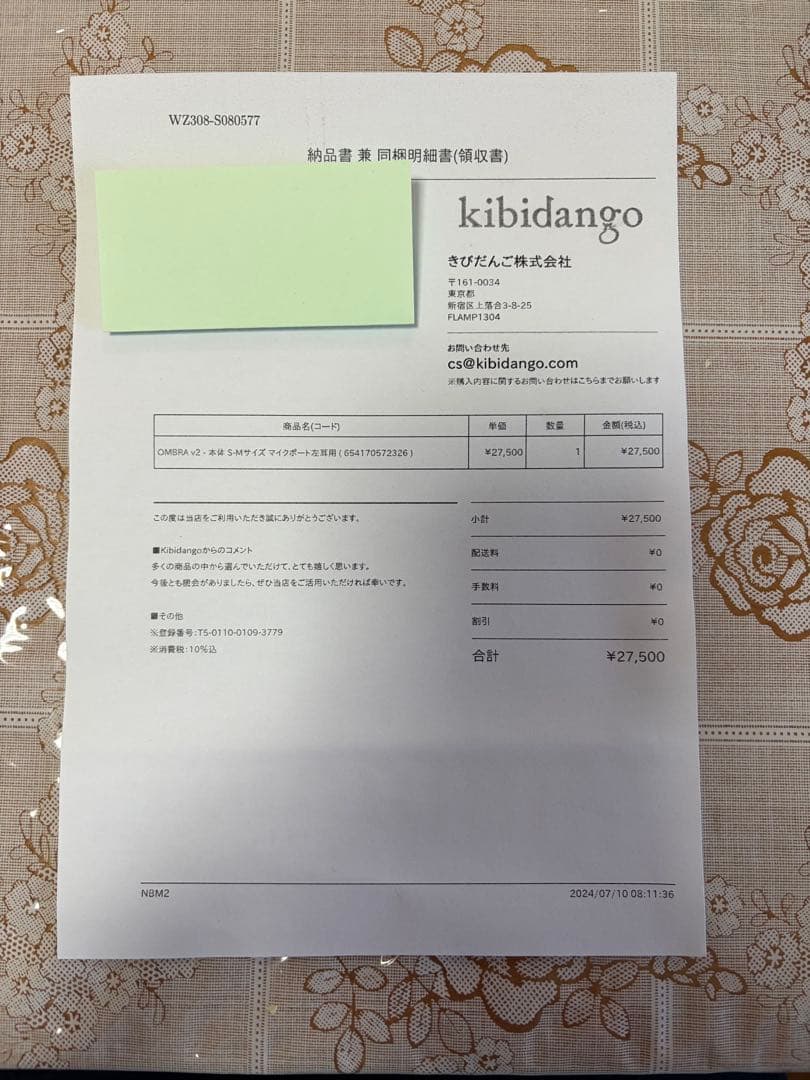 WZ308-S080577
納品書 兼 同梱明細書(領収書)
kibidango
きびだんご株式会社
〒161-0034
東京都
新宿区上落合3-8-25
FLAMP1304
お問い合わせ先
cs@kibidango.com
※購入内容に関するお問い合わせはこちらまでお願いします
商品名(コード) 単価 数量 金額(税込)
OMBRA v2 - 本体 S-Mサイズ マイクポート左耳用 ( 654170572326 ) ¥27,500 1 ¥27,500
この度は当店をご利用いただき誠にありがとうございます。
■Kibidangoからのコメント
多くの商品の中から選んでいただけて、とても嬉しく思います。
今後とも機会がありましたら、ぜひ当店をご活用いただければ幸いです。
■その他
※登録番号:T5-0110-0109-3779
※消費税:10%込
小計 ¥27,500
配送料 ¥0
手数料 ¥0
割引 ¥0
合計 ¥27,500
NBM2
2024/07/10 08:11:36